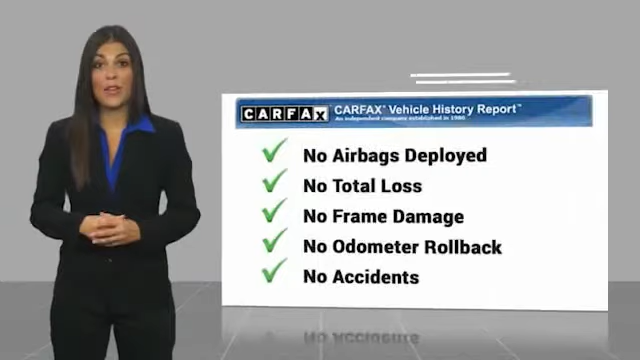 CARFAX CARFAX Vehicle History Report™
An independent company established in 1986
No Airbags Deployed
No Total Loss
No Frame Damage
No Odometer Rollback
No Accidents